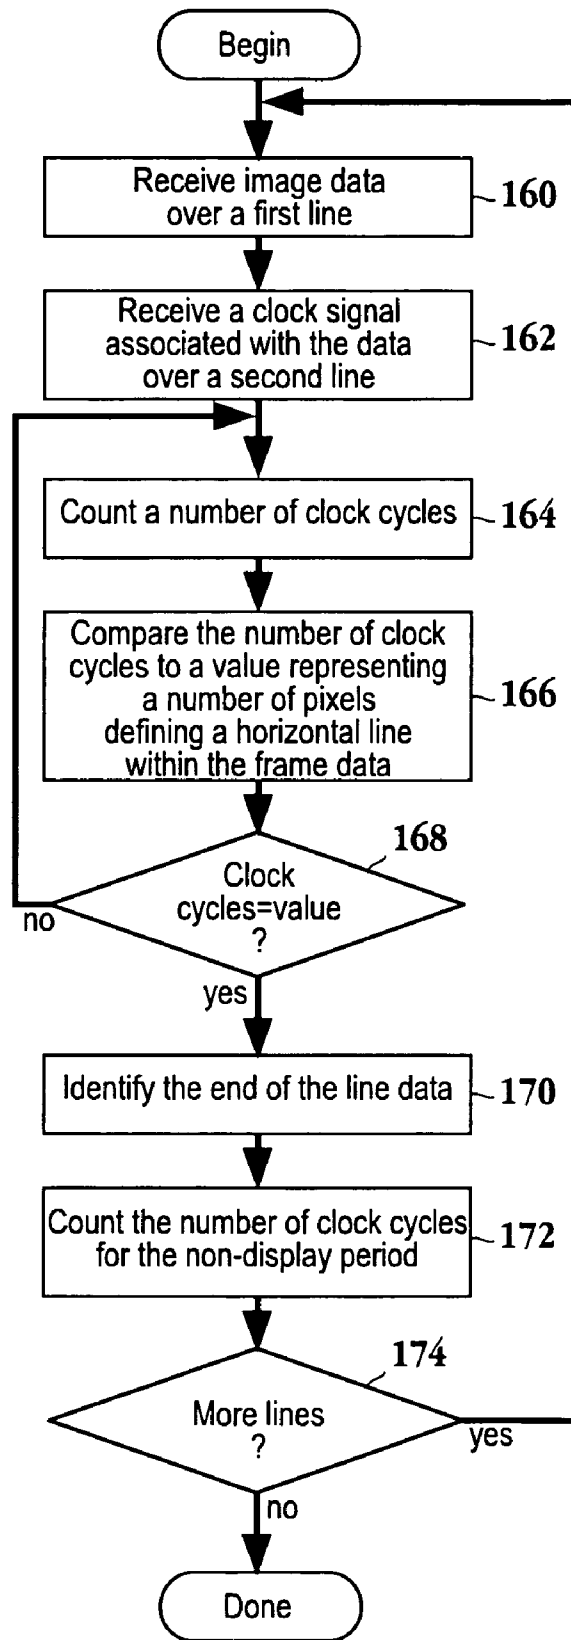 Begin
Receive image data
over a first line
160
Receive a clock signal
associated with the data
over a second line
162
Count a number of clock cycles
164
Compare the number of clock
cycles to a value representing
a number of pixels
defining a horizontal line
within the frame data
166
168
Clock
cycles=value
?
no
yes
Identify the end of the line data
170
Count the number of clock cycles
for the non-display period
172
174
More lines
?
yes
no
Done